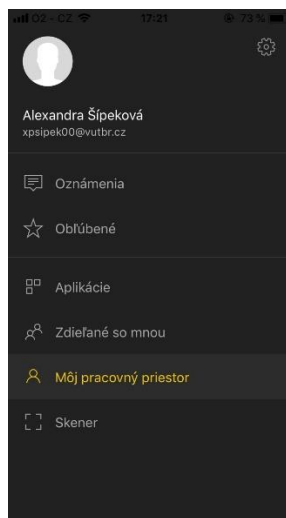 O2 - CZ 17:21 73 %
Alexandra Šípeková
xpsipek00@vutbr.cz
Oznámenia
Obľúbené
Aplikácie
Zdieľané so mnou
Môj pracovný priestor
Skener